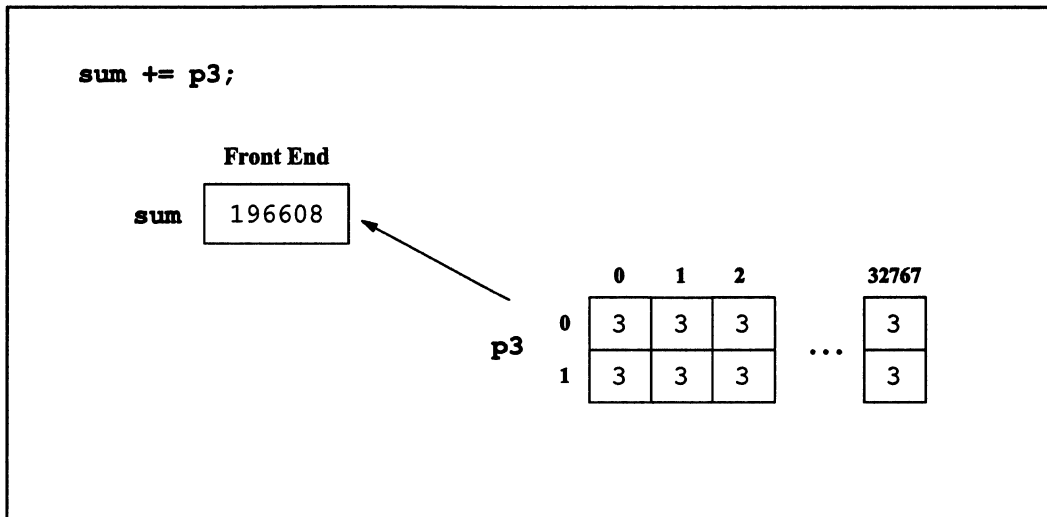 sum += p3;
Front End
sum 196608
0 1 2 32767
0 3 3 3 3
p3 ...
1 3 3 3 3